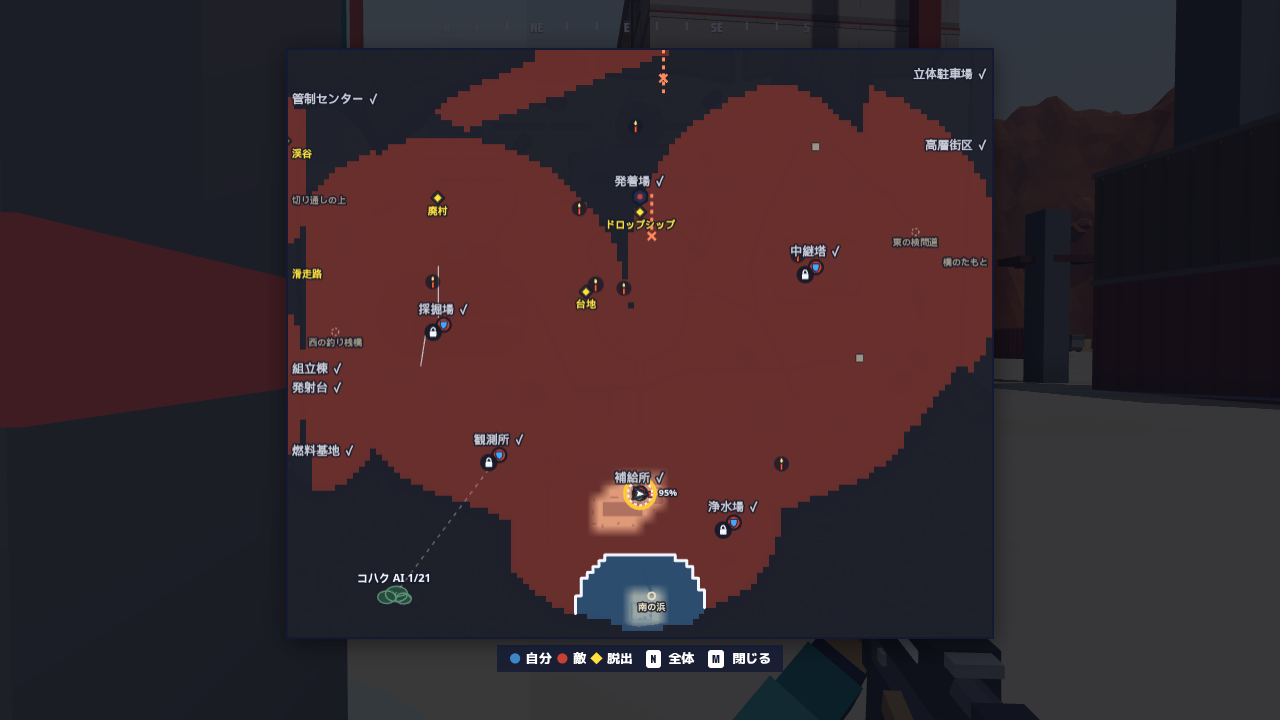 NE E SE S
立体駐車場 ✓
管制センター ✓
高層街区 ✓
渓谷
発着場 ✓
切り通しの上
廃村
ドロップシップ
東の検問所
中継塔 ✓
橋のたもと
滑走路
台地
採掘場 ✓
西の釣り桟橋
組立棟 ✓
発射台 ✓
観測所 ✓
燃料基地 ✓
補給所 ✓
95%
浄水場 ✓
コハク AI 1/21
南の浜
自分 敵 脱出 N 全体 M 閉じる